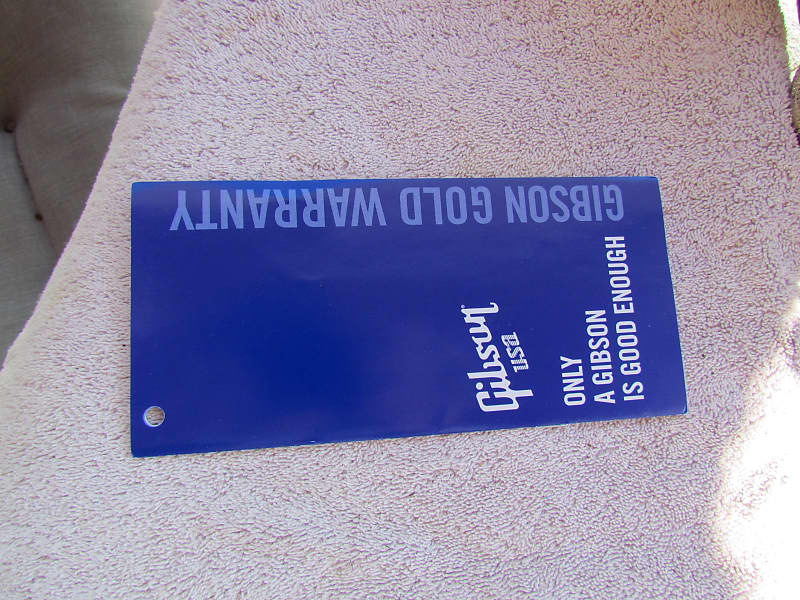 GIBSON GOLD WARRANTY
Gibson
USA
ONLY
A GIBSON
IS GOOD ENOUGH